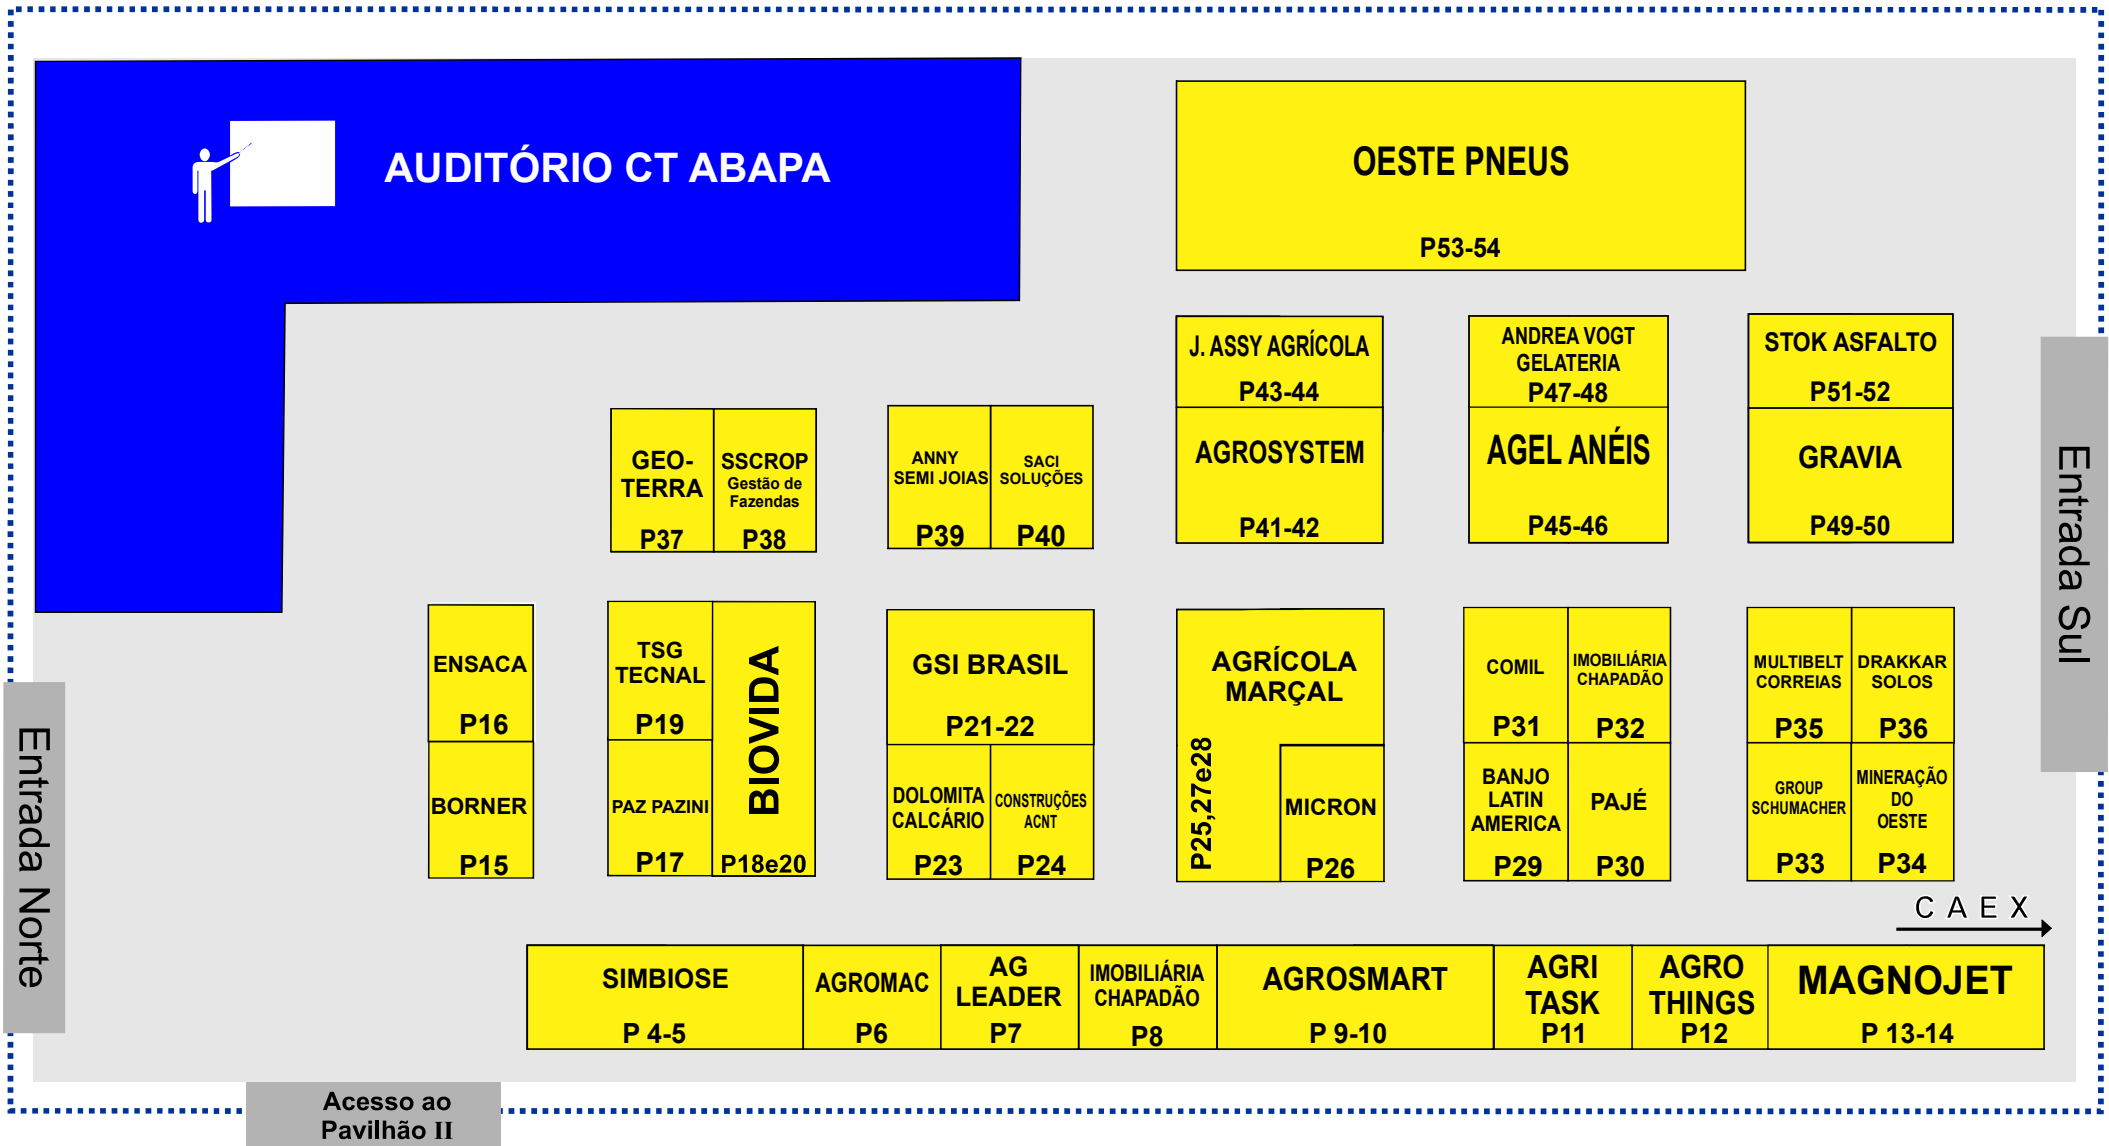 AUDITÓRIO CT ABAPA
OESTE PNEUS
P53-54
J. ASSY AGRÍCOLA
P43-44
ANDREA VOGT
GELATERIA
P47-48
STOK ASFALTO
P51-52
GEO-
TERRA
P37
SSCROP
Gestão de
Fazendas
P38
ANNY
SEMI JOIAS
P39
SACI
SOLUÇÕES
P40
AGROSYSTEM
P41-42
AGEL ANÉIS
P45-46
GRAVIA
P49-50
Entrada Sul
ENSACA
P16
TSG
TECNAL
P19
BIOVIDA
P18e20
GSI BRASIL
P21-22
AGRÍCOLA
MARÇAL
P25,27e28
COMIL
P31
IMOBILIÁRIA
CHAPADÃO
P32
MULTIBELT
CORREIAS
P35
DRAKKAR
SOLOS
P36
Entrada Norte
BORNER
P15
PAZ PAZINI
P17
DOLOMITA
CALCÁRIO
P23
CONSTRUÇÕES
ACNT
P24
MICRON
P26
BANJO
LATIN
AMERICA
P29
PAJÉ
P30
GROUP
SCHUMACHER
P33
MINERAÇÃO
DO
OESTE
P34
CAEX
SIMBIOSE
P 4-5
AGROMAC
P6
AG
LEADER
P7
IMOBILIÁRIA
CHAPADÃO
P8
AGROSMART
P 9-10
AGRI
TASK
P11
AGRO
THINGS
P12
MAGNOJET
P 13-14
Acesso ao
Pavilhão II